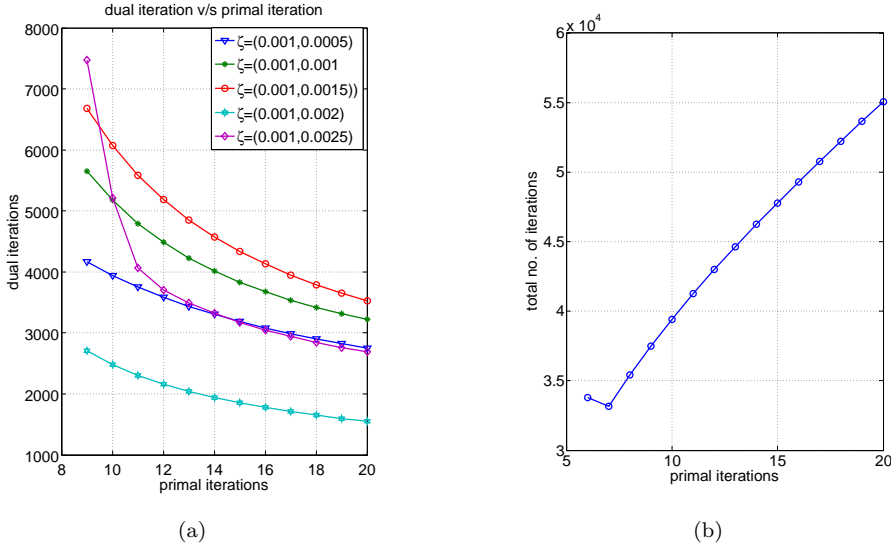 dual iteration v/s primal iteration
8000
7000
6000
5000
4000
3000
2000
1000
dual iterations
ζ=(0.001,0.0005)
ζ=(0.001,0.001
ζ=(0.001,0.0015))
ζ=(0.001,0.002)
ζ=(0.001,0.0025)
8 10 12 14 16 18 20
primal iterations
(a)
x 10^4
6
5.5
5
4.5
4
3.5
3
total no. of iterations
5 10 15 20
primal iterations
(b)